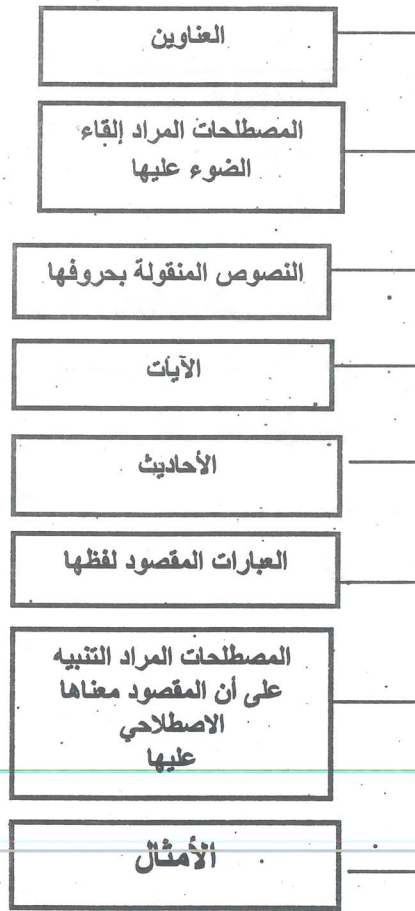 العناوين
المصطلحات المراد إلقاء
الضوء عليها
النصوص المنقولة بحروفها
الآيات
الأحاديث
العبارات المقصود لفظها
المصطلحات المراد التنبيه
على أن المقصود معناها
الاصطلاحي
عليها
الأمثال